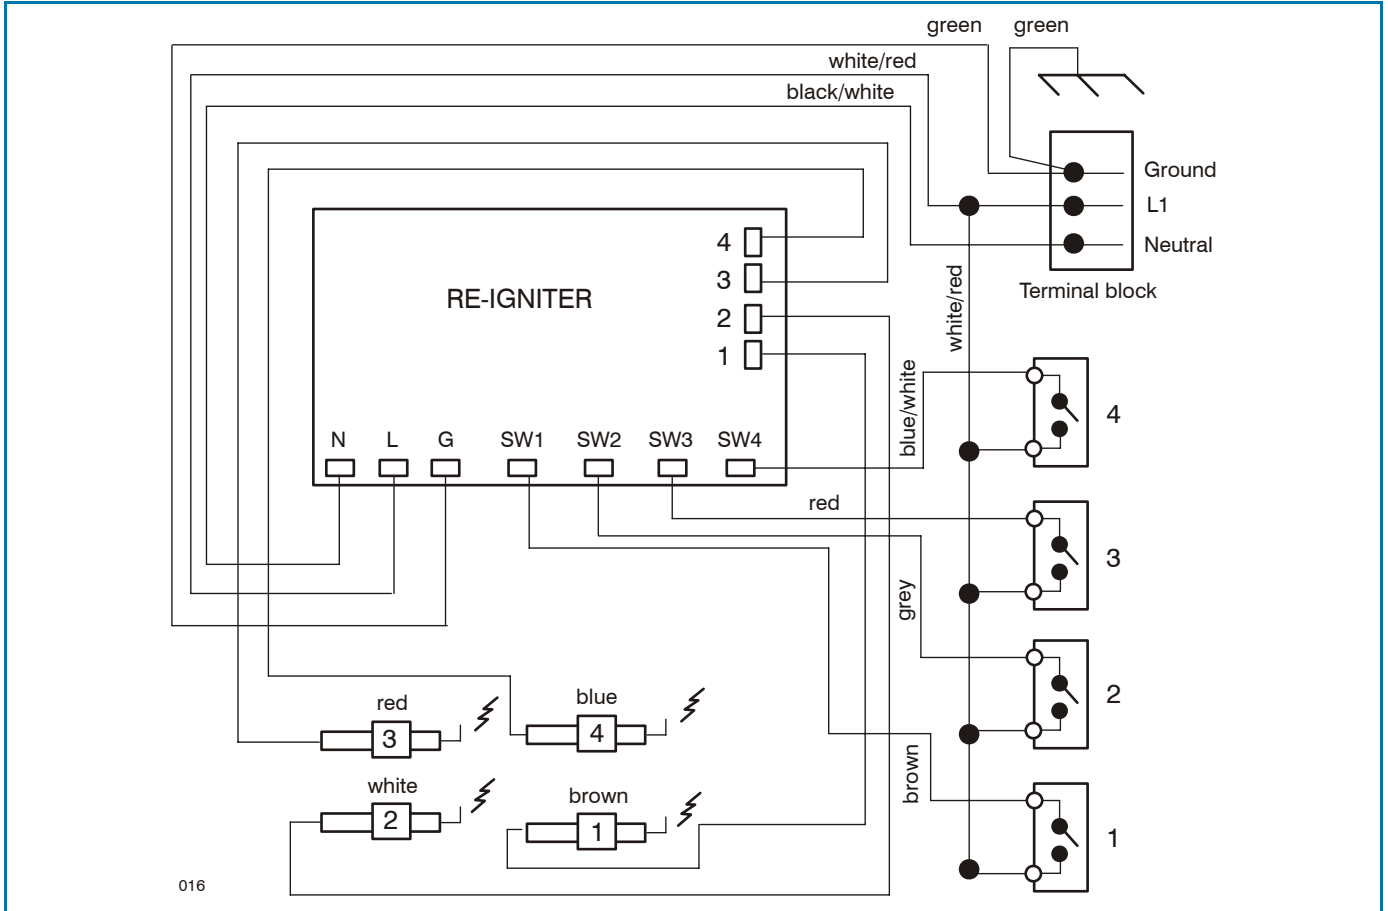 green green
white/red
black/white
Ground
L1
Neutral
Terminal block
4
3
2
1
RE-IGNITER
N L G SW1 SW2 SW3 SW4
white/red
blue/white
4
red
3
grey
2
brown
1
red
3
blue
4
white
2
brown
1
016